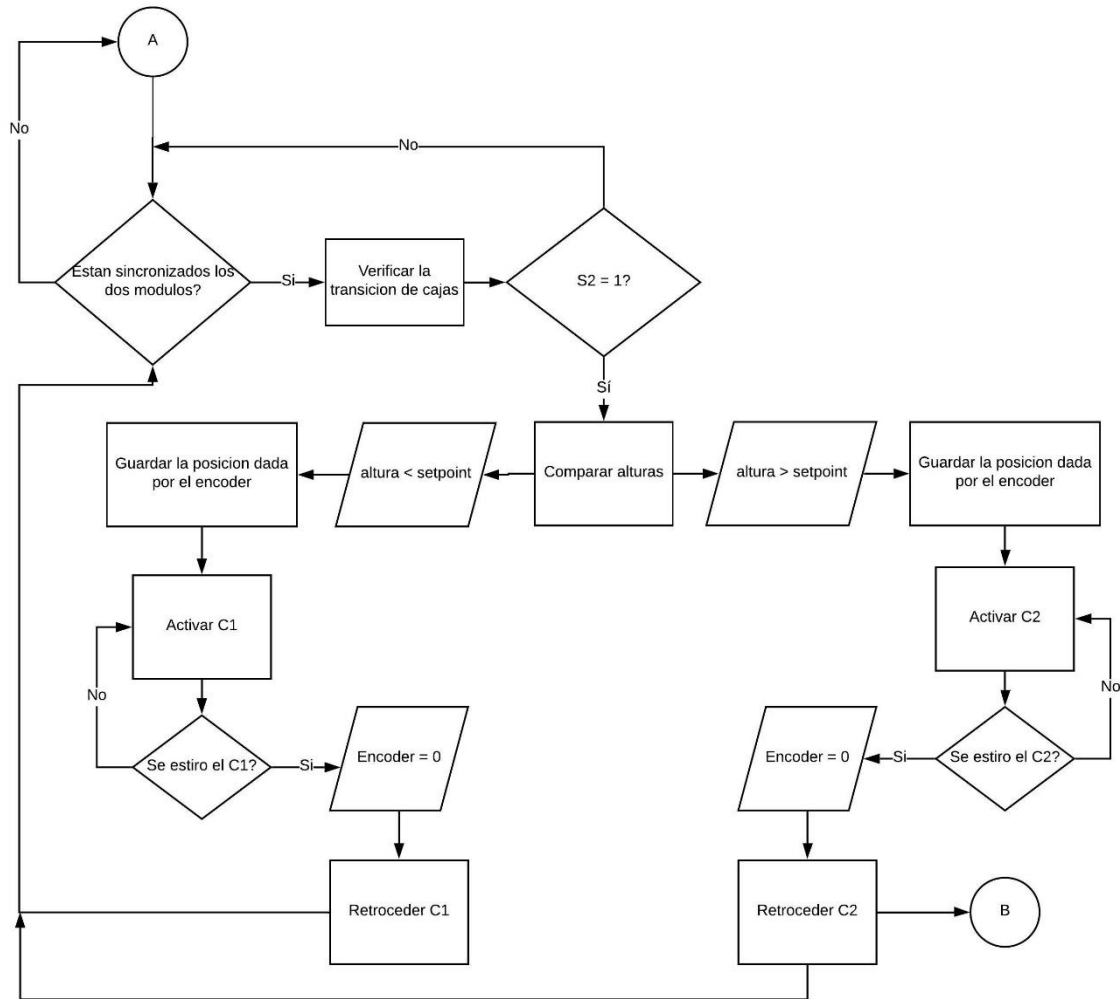 A
No
No
Estan sincronizados los
dos modulos?
Si
Verificar la
transicion de cajas
S2 = 1?
Sí
Guardar la posicion dada
por el encoder
altura < setpoint
Comparar alturas
altura > setpoint
Guardar la posicion dada
por el encoder
Activar C1
Activar C2
No
No
Se estiro el C1?
Si
Encoder = 0
Encoder = 0
Si
Se estiro el C2?
Retroceder C1
Retroceder C2
B